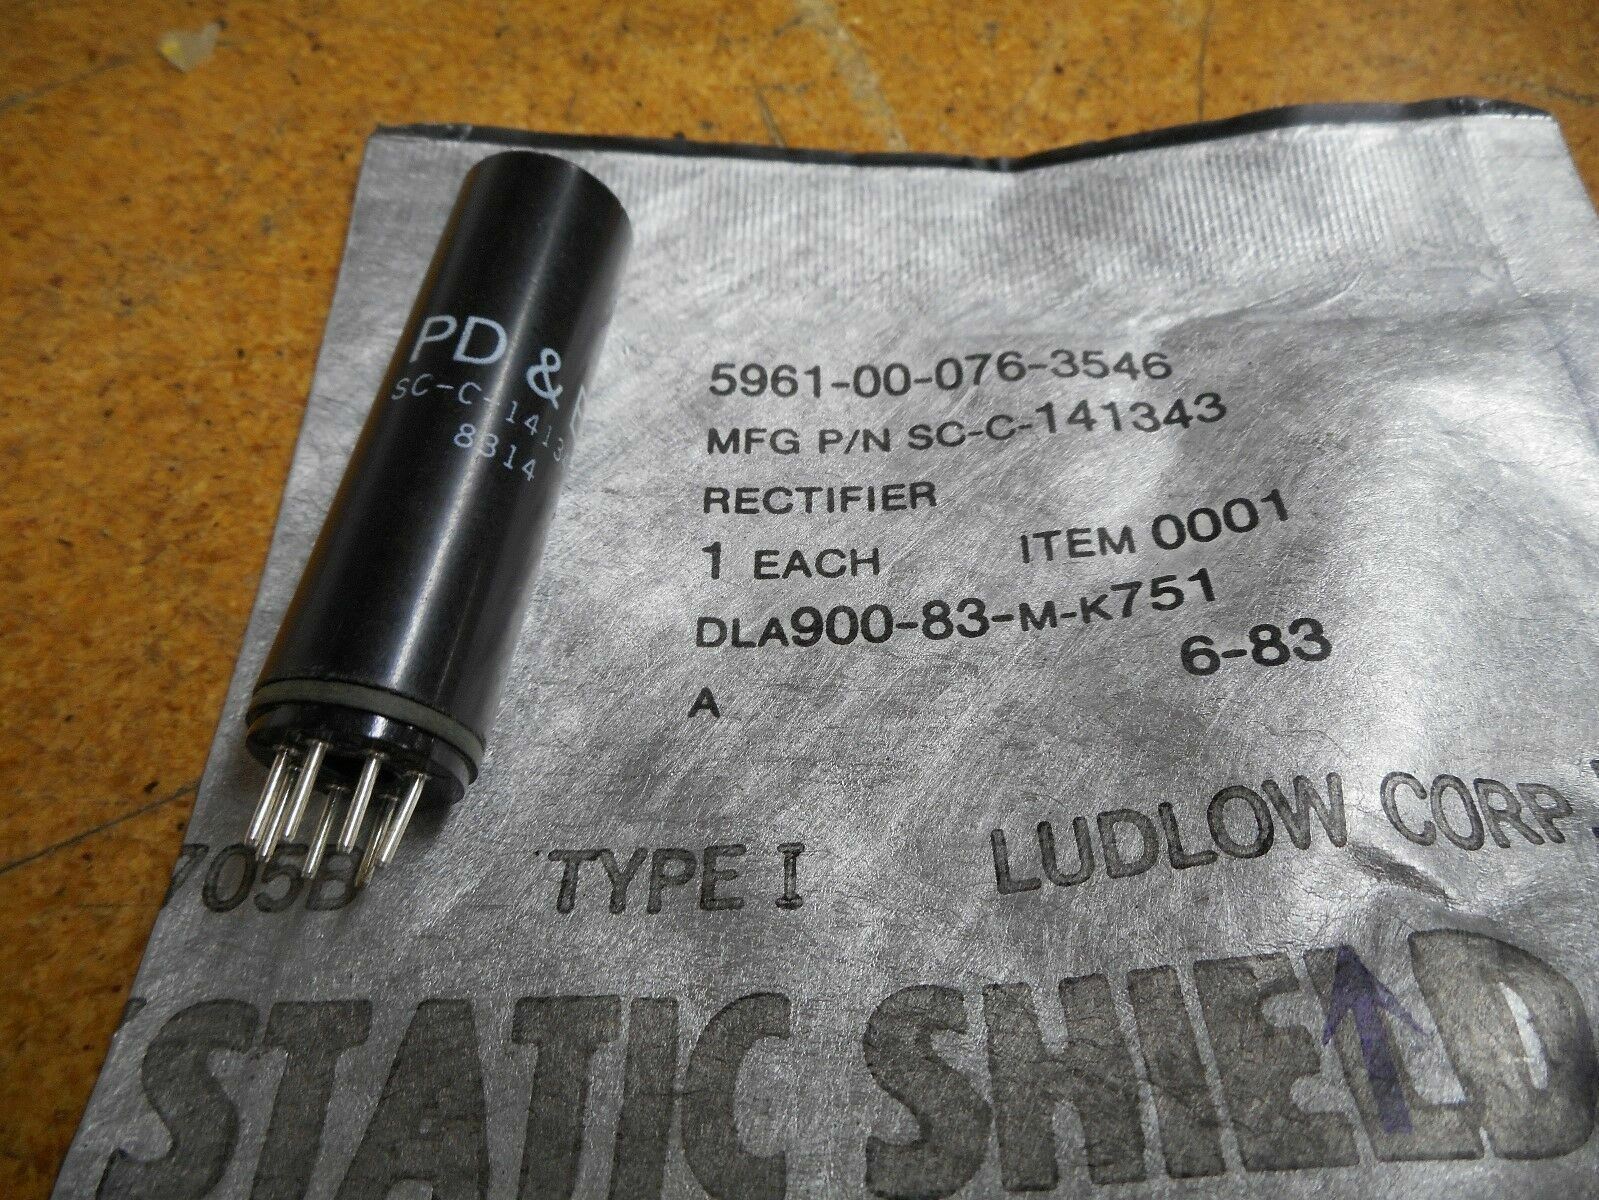 PD &
SC-C-14134
8314
5961-00-076-3546
MFG P/N SC-C-141343
RECTIFIER
1 EACH ITEM 0001
DLA900-83-M-K751
6-83
A
705B TYPE I LUDLOW CORP
STATIC SHIELD